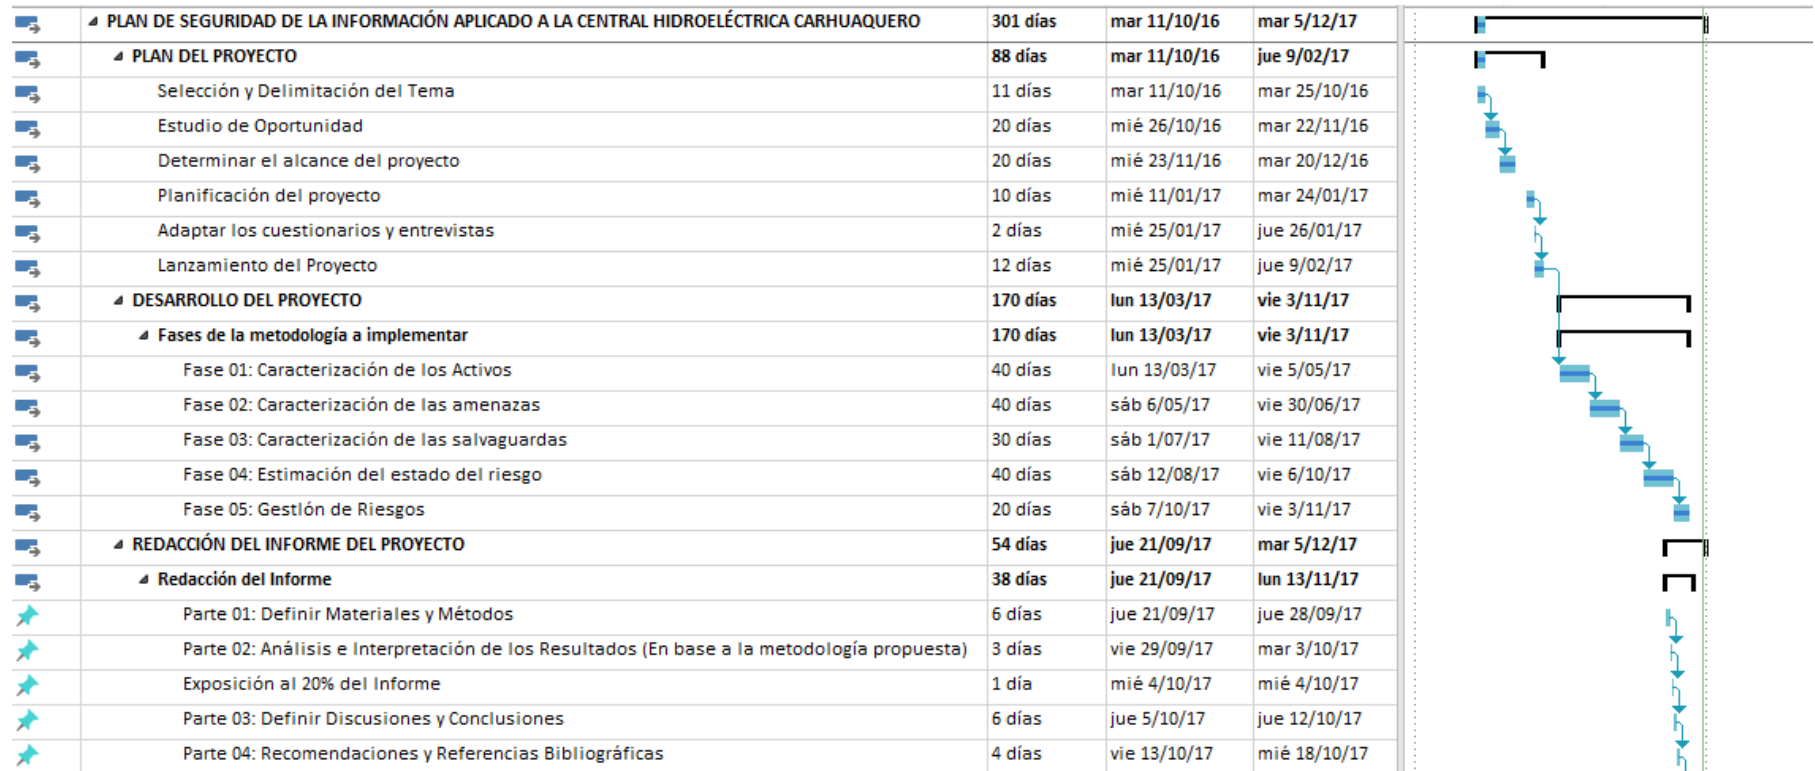 PLAN DE SEGURIDAD DE LA INFORMACIÓN APLICADO A LA CENTRAL HIDROELÉCTRICA CARHUAQUERO 301 días mar 11/10/16 mar 5/12/17
PLAN DEL PROYECTO 88 días mar 11/10/16 jue 9/02/17
Selección y Delimitación del Tema 11 días mar 11/10/16 mar 25/10/16
Estudio de Oportunidad 20 días mié 26/10/16 mar 22/11/16
Determinar el alcance del proyecto 20 días mié 23/11/16 mar 20/12/16
Planificación del proyecto 10 días mié 11/01/17 mar 24/01/17
Adaptar los cuestionarios y entrevistas 2 días mié 25/01/17 jue 26/01/17
Lanzamiento del Proyecto 12 días mié 25/01/17 jue 9/02/17
DESARROLLO DEL PROYECTO 170 días lun 13/03/17 vie 3/11/17
Fases de la metodología a implementar 170 días lun 13/03/17 vie 3/11/17
Fase 01: Caracterización de los Activos 40 días lun 13/03/17 vie 5/05/17
Fase 02: Caracterización de las amenazas 40 días sáb 6/05/17 vie 30/06/17
Fase 03: Caracterización de las salvaguardas 30 días sáb 1/07/17 vie 11/08/17
Fase 04: Estimación del estado del riesgo 40 días sáb 12/08/17 vie 6/10/17
Fase 05: Gestión de Riesgos 20 días sáb 7/10/17 vie 3/11/17
REDACCIÓN DEL INFORME DEL PROYECTO 54 días jue 21/09/17 mar 5/12/17
Redacción del Informe 38 días jue 21/09/17 lun 13/11/17
Parte 01: Definir Materiales y Métodos 6 días jue 21/09/17 jue 28/09/17
Parte 02: Análisis e Interpretación de los Resultados (En base a la metodología propuesta) 3 días vie 29/09/17 mar 3/10/17
Exposición al 20% del Informe 1 día mié 4/10/17 mié 4/10/17
Parte 03: Definir Discusiones y Conclusiones 6 días jue 5/10/17 jue 12/10/17
Parte 04: Recomendaciones y Referencias Bibliográficas 4 días vie 13/10/17 mié 18/10/17